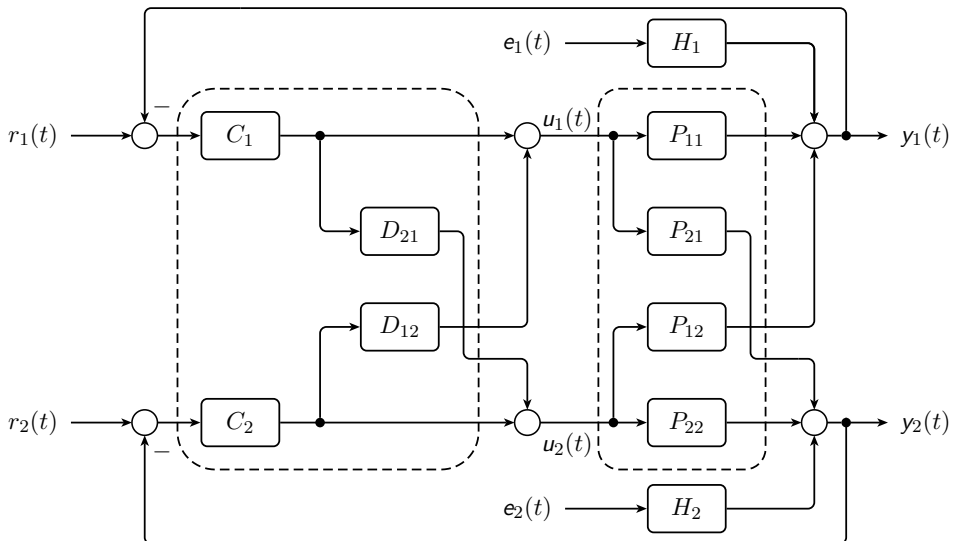 e₁(t)
H₁
−
r₁(t)
C₁
u₁(t)
P₁₁
y₁(t)
D₂₁
P₂₁
D₁₂
P₁₂
r₂(t)
C₂
u₂(t)
P₂₂
y₂(t)
−
e₂(t)
H₂